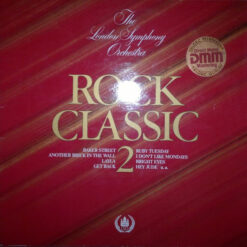 The
London Symphony
Orchestra
ROCK
CLASSIC
2
BAKER STREET
ANOTHER BRICK IN THE WALL
LAYLA
GET BACK
RUBY TUESDAY
I DON'T LIKE MONDAYS
BRIGHT EYES
HEY JUDE u.a.
DMM